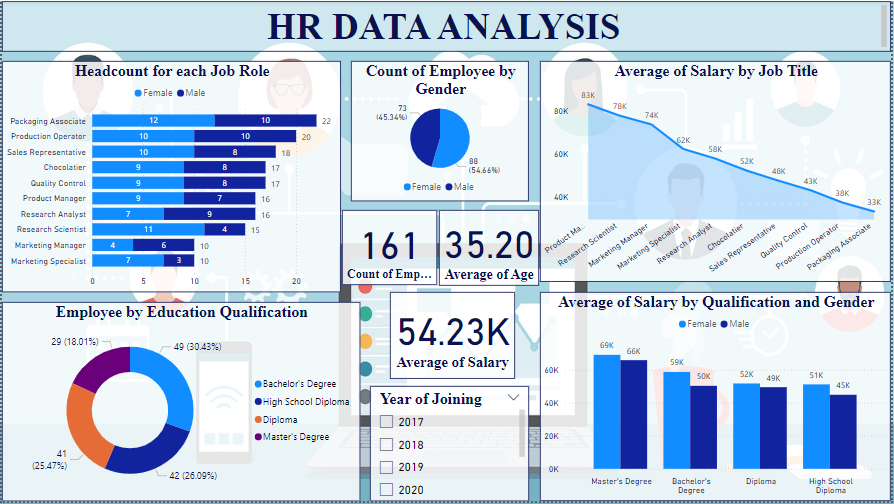 HR DATA ANALYSIS
Headcount for each Job Role
Female Male
Packaging Associate 12 10 22
Production Operator 10 10 20
Sales Representative 10 8 18
Chocolatier 9 8 17
Quality Control 9 8 17
Product Manager 9 7 16
Research Analyst 7 9 16
Research Scientist 11 4 15
Marketing Manager 4 6 10
Marketing Specialist 7 3 10
0 5 10 15 20
Count of Employee by
Gender
73
(45.34%)
88
(54.66%)
Female Male
Average of Salary by Job Title
83K
78K
74K
62K
58K
52K
48K
43K
38K
33K
80K
60K
40K
Product Ma...
Research Scientist
Marketing Manager
Marketing Specialist
Research Analyst
Chocolatier
Sales Representative
Quality Control
Production Operator
Packaging Associate
161
Count of Emp...
35.20
Average of Age
54.23K
Average of Salary
Employee by Education Qualification
29 (18.01%)
49 (30.43%)
41
(25.47%)
42 (26.09%)
Bachelor's Degree
High School Diploma
Diploma
Master's Degree
Year of Joining
2017
2018
2019
2020
Average of Salary by Qualification and Gender
Female Male
69K 66K
59K 50K
52K 49K
51K 45K
60K
40K
20K
0K
Master's Degree
Bachelor's
Degree
Diploma
High School
Diploma